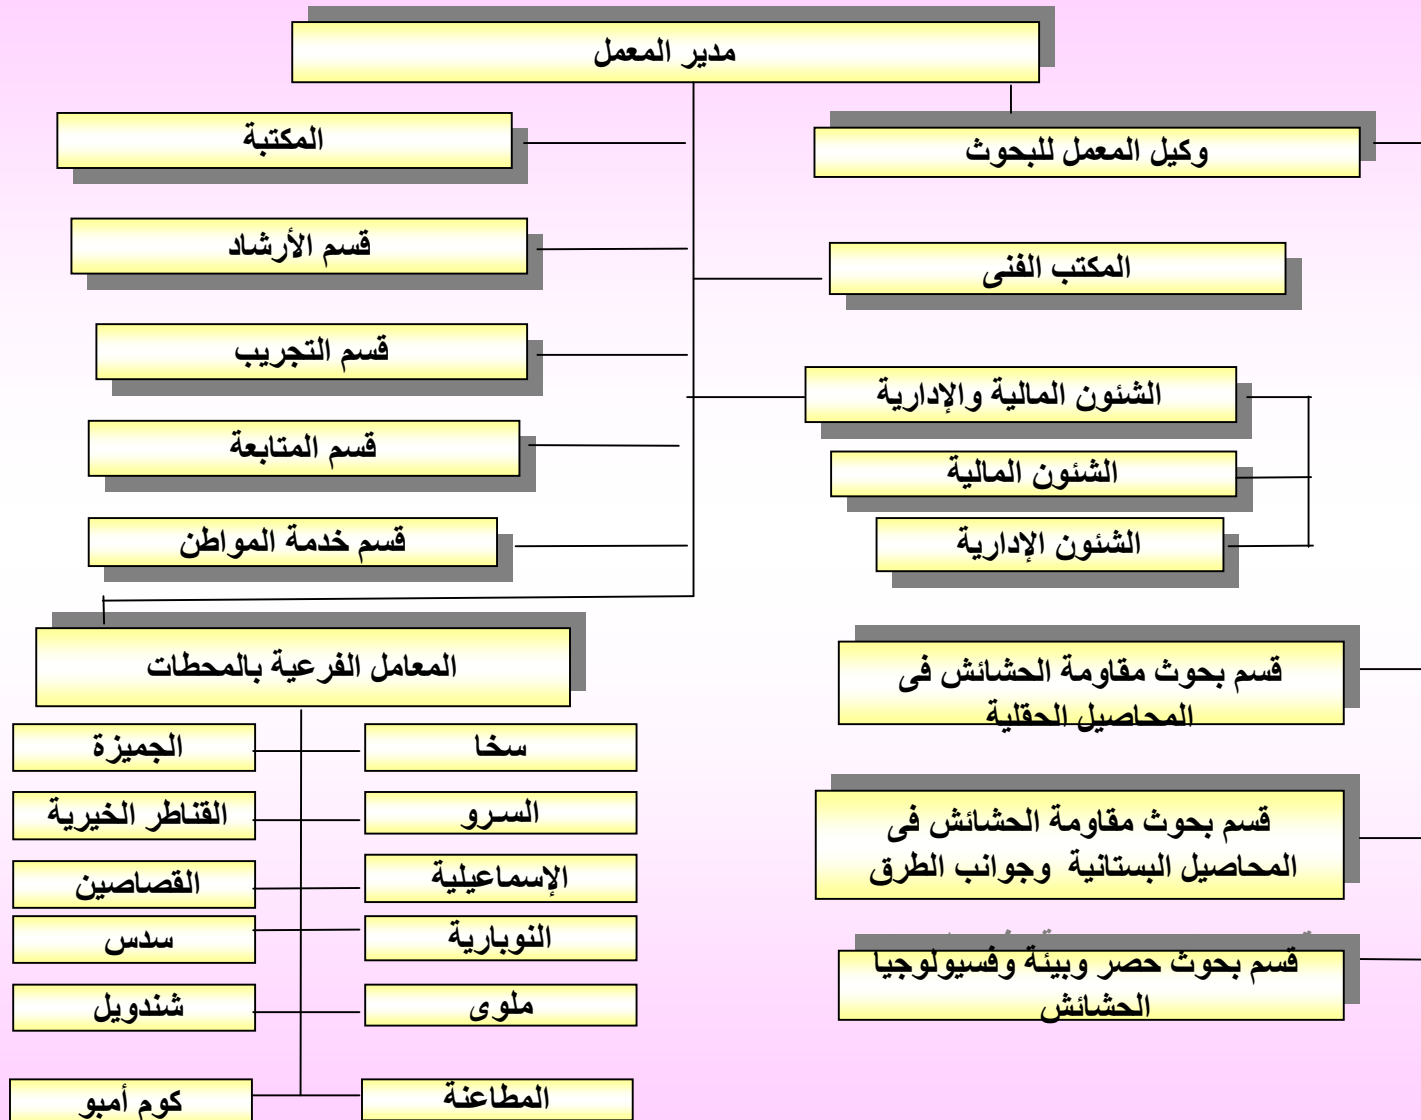 مدير المعمل
وكيل المعمل للبحوث
المكتبة
قسم الأرشاد
المكتب الفنى
قسم التجريب
الشئون المالية والإدارية
قسم المتابعة
الشئون المالية
الشئون الإدارية
قسم خدمة المواطن
المعامل الفرعية بالمحطات
قسم بحوث مقاومة الحشائش فى
المحاصيل الحقلية
سخا
الجميزة
السرو
القناطر الخيرية
قسم بحوث مقاومة الحشائش فى
المحاصيل البستانية وجوانب الطرق
الإسماعيلية
القصاصين
النوبارية
سدس
قسم بحوث حصر وبيئة وفسيولوجيا
الحشائش
ملوى
شندويل
المطاعنة
كوم أمبو